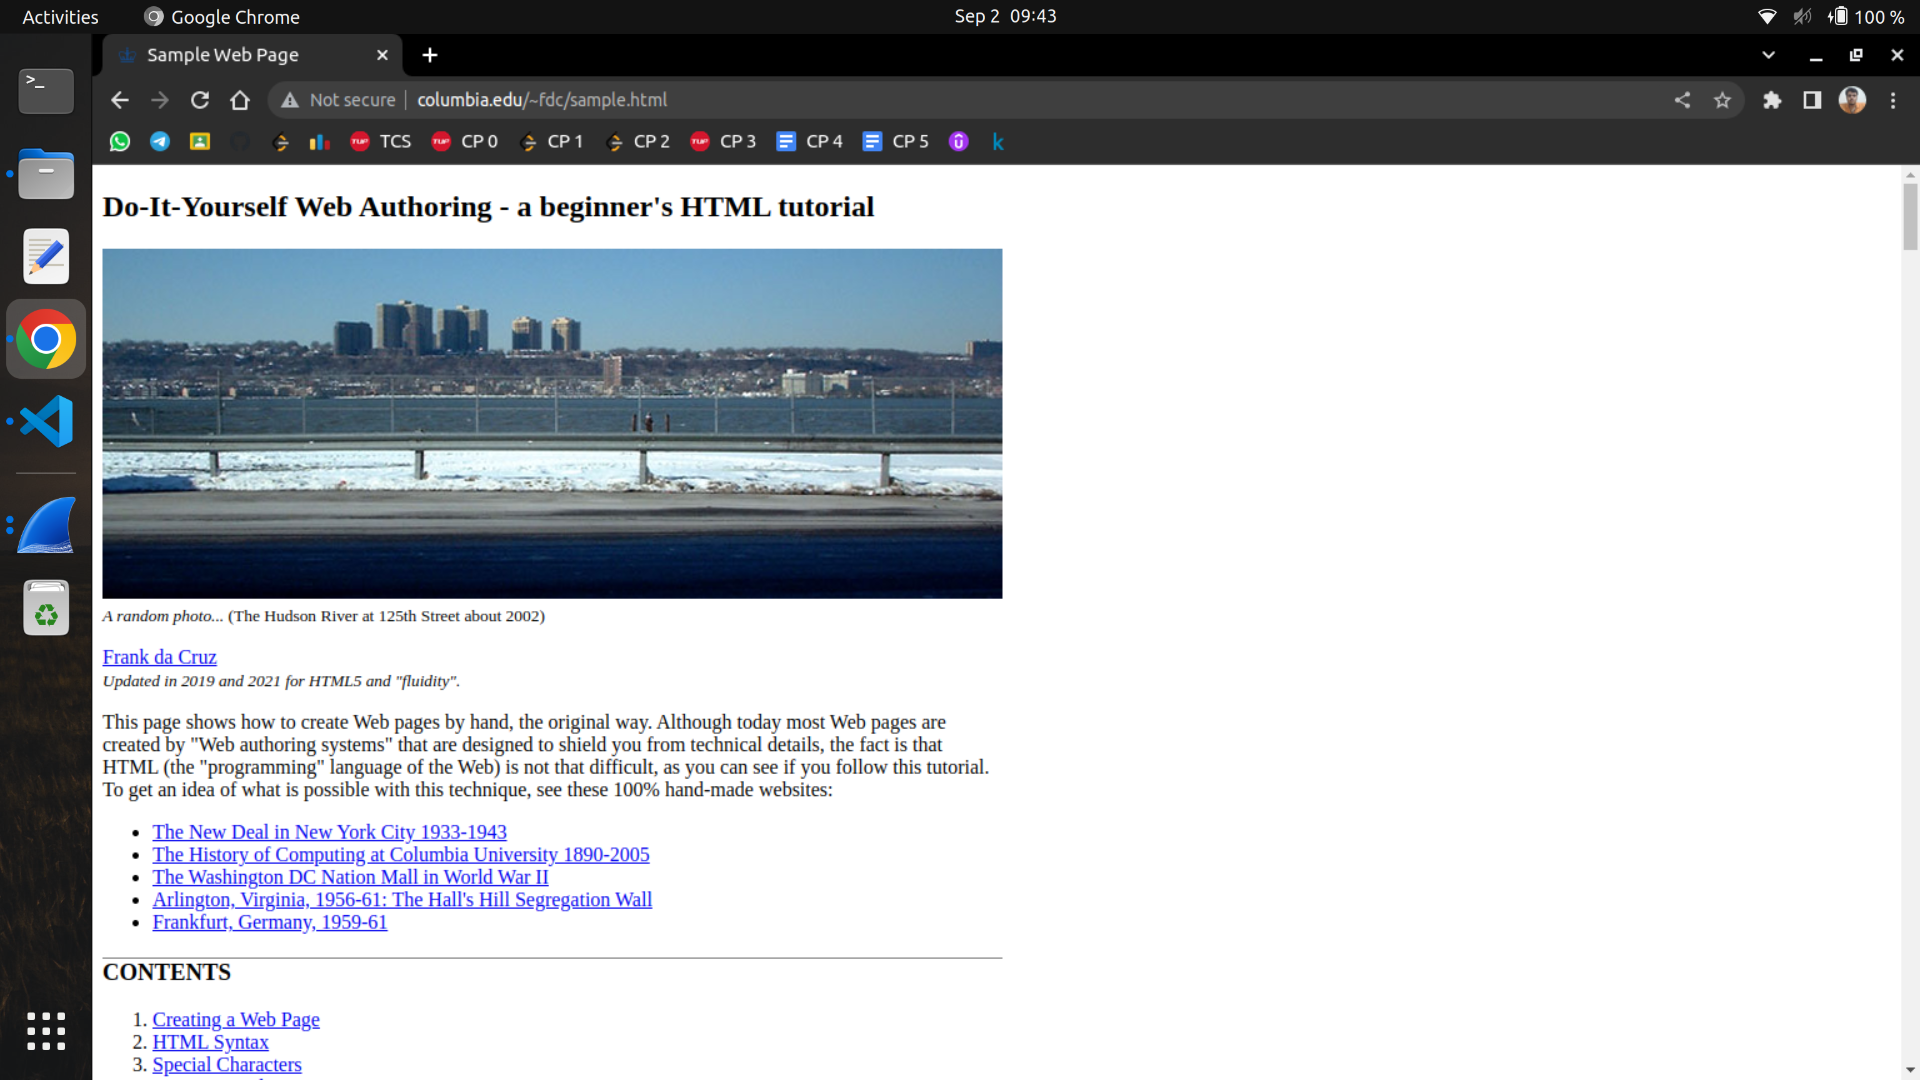 Activities
Google Chrome
Sep 2 09:43
100 %
Sample Web Page
Not secure
columbia.edu/~fdc/sample.html
TCS
CP 0
CP 1
CP 2
CP 3
CP 4
CP 5
Do-It-Yourself Web Authoring - a beginner's HTML tutorial
A random photo... (The Hudson River at 125th Street about 2002)
Frank da Cruz
Updated in 2019 and 2021 for HTML5 and "fluidity".
This page shows how to create Web pages by hand, the original way. Although today most Web pages are
created by "Web authoring systems" that are designed to shield you from technical details, the fact is that
HTML (the "programming" language of the Web) is not that difficult, as you can see if you follow this tutorial.
To get an idea of what is possible with this technique, see these 100% hand-made websites:
• The New Deal in New York City 1933-1943
• The History of Computing at Columbia University 1890-2005
• The Washington DC Nation Mall in World War II
• Arlington, Virginia, 1956-61: The Hall's Hill Segregation Wall
• Frankfurt, Germany, 1959-61
CONTENTS
1. Creating a Web Page
2. HTML Syntax
3. Special Characters